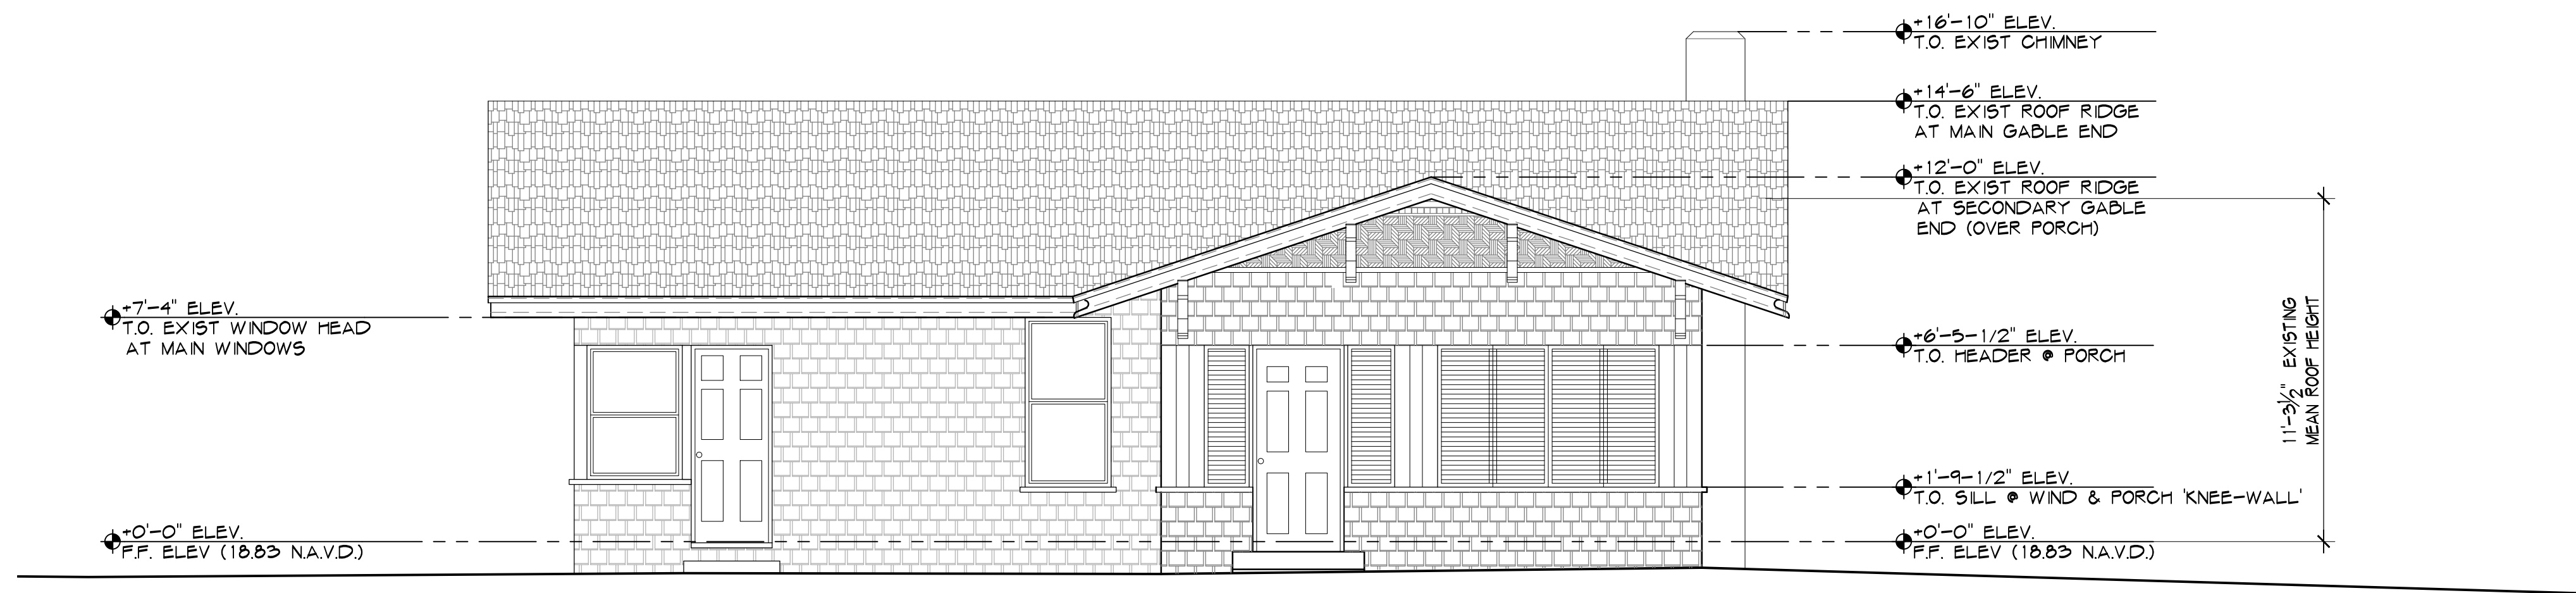 +16'-10" ELEV.
T.O. EXIST CHIMNEY
+14'-6" ELEV.
T.O. EXIST ROOF RIDGE
AT MAIN GABLE END
+12'-0" ELEV.
T.O. EXIST ROOF RIDGE
AT SECONDARY GABLE
END (OVER PORCH)
+7'-4" ELEV.
T.O. EXIST WINDOW HEAD
AT MAIN WINDOWS
+6'-5-1/2" ELEV.
T.O. HEADER @ PORCH
11'-3½" EXISTING
MEAN ROOF HEIGHT
+1'-9-1/2" ELEV.
T.O. SILL @ WIND & PORCH 'KNEE-WALL'
+0'-0" ELEV.
F.F. ELEV (18.83 N.A.V.D.)
+0'-0" ELEV.
F.F. ELEV (18.83 N.A.V.D.)